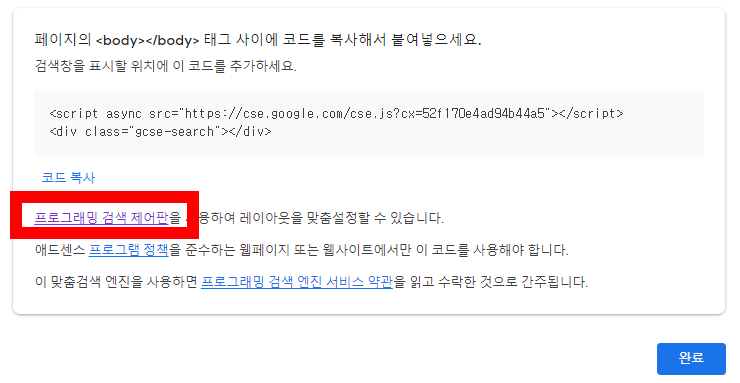 페이지의 <body></body> 태그 사이에 코드를 복사해서 붙여넣으세요.
검색창을 표시할 위치에 이 코드를 추가하세요.
<script async src="https://cse.google.com/cse.js?cx=52f170e4ad94b44a5"></script>
<div class="gcse-search"></div>
코드 복사
프로그래밍 검색 제어판을 사용하여 레이아웃을 맞춤설정할 수 있습니다.
애드센스 프로그램 정책을 준수하는 웹페이지 또는 웹사이트에서만 이 코드를 사용해야 합니다.
이 맞춤검색 엔진을 사용하면 프로그래밍 검색 엔진 서비스 약관을 읽고 수락한 것으로 간주됩니다.
완료